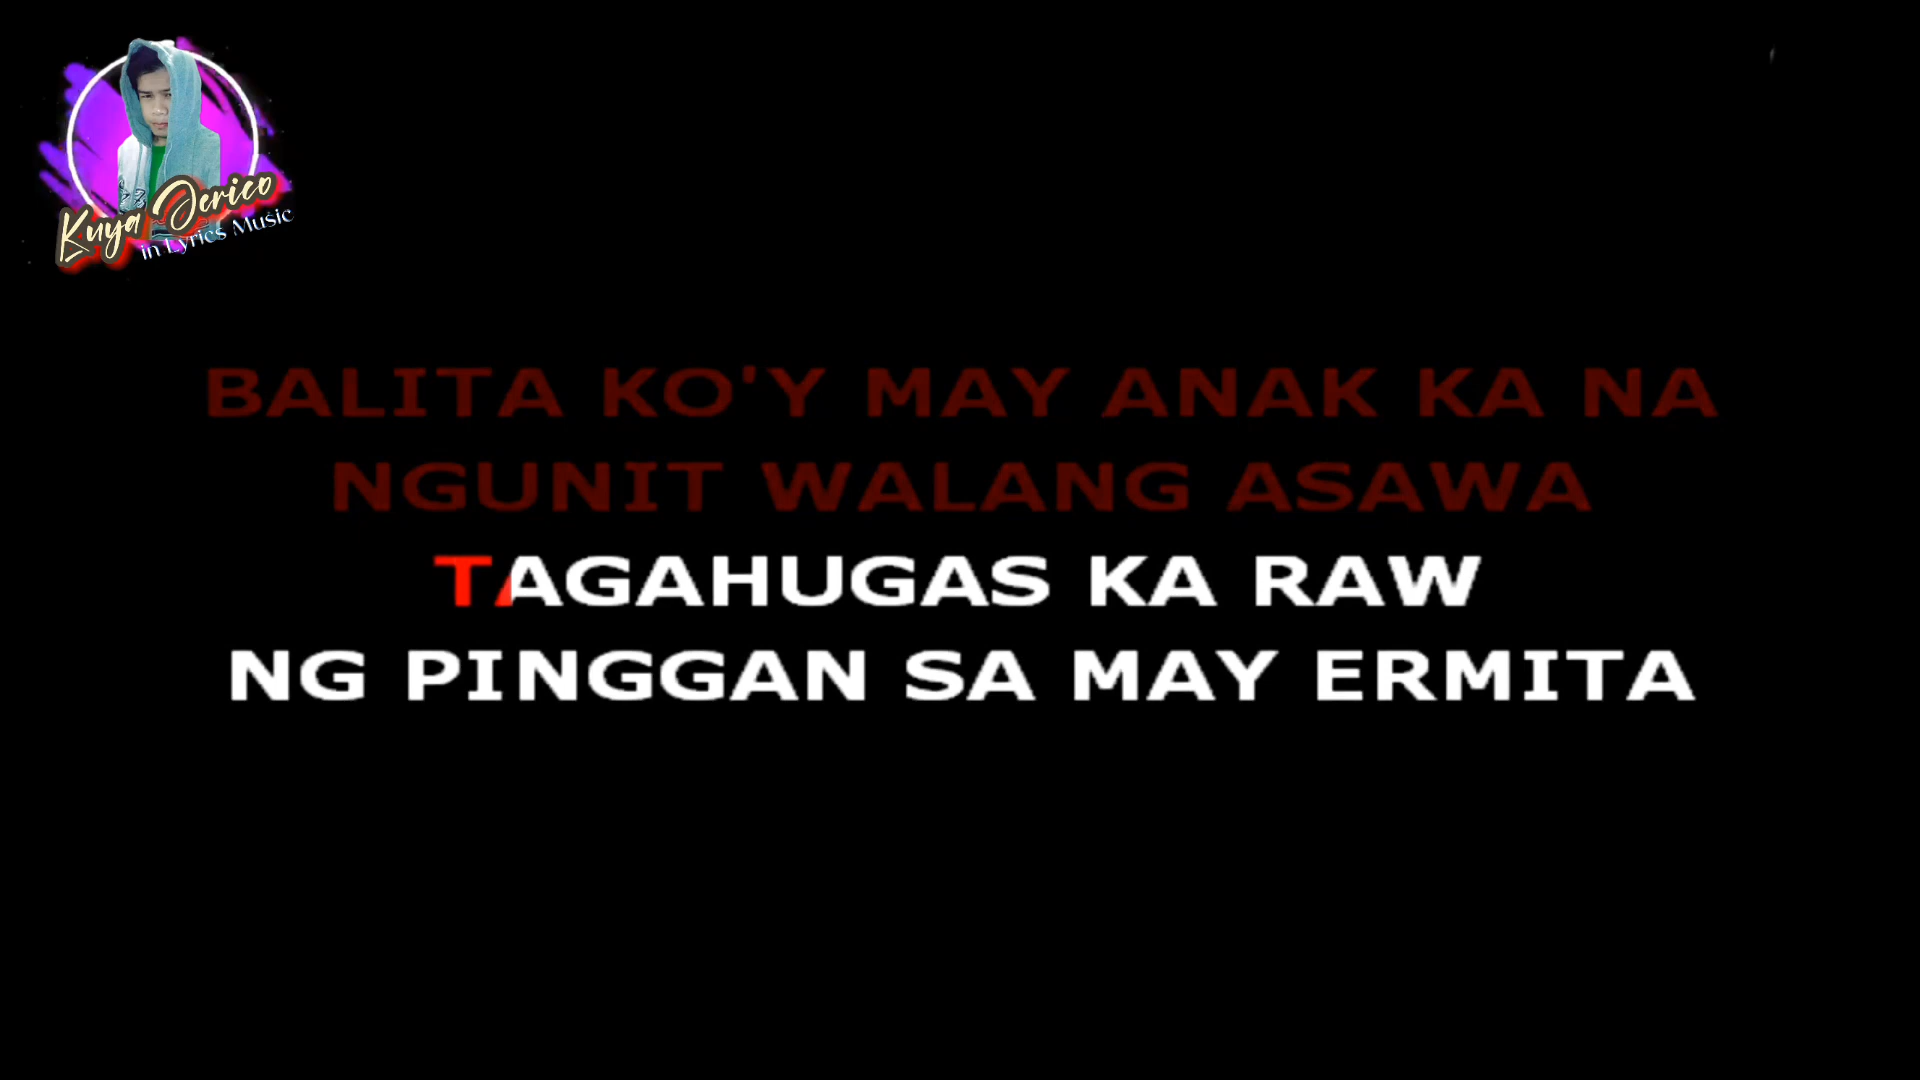 Kuya Jerico
in Lyrics Music
BALITA KO'Y MAY ANAK KA NA
NGUNIT WALANG ASAWA
TAGAHUGAS KA RAW
NG PINGGAN SA MAY ERMITA